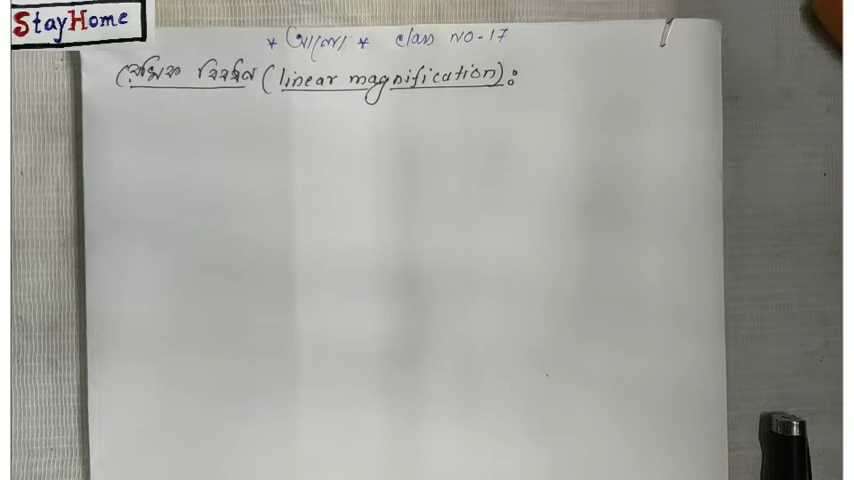 StayHome
* আলো * class NO-17
রৈখিক বিবর্ধন (linear magnification):